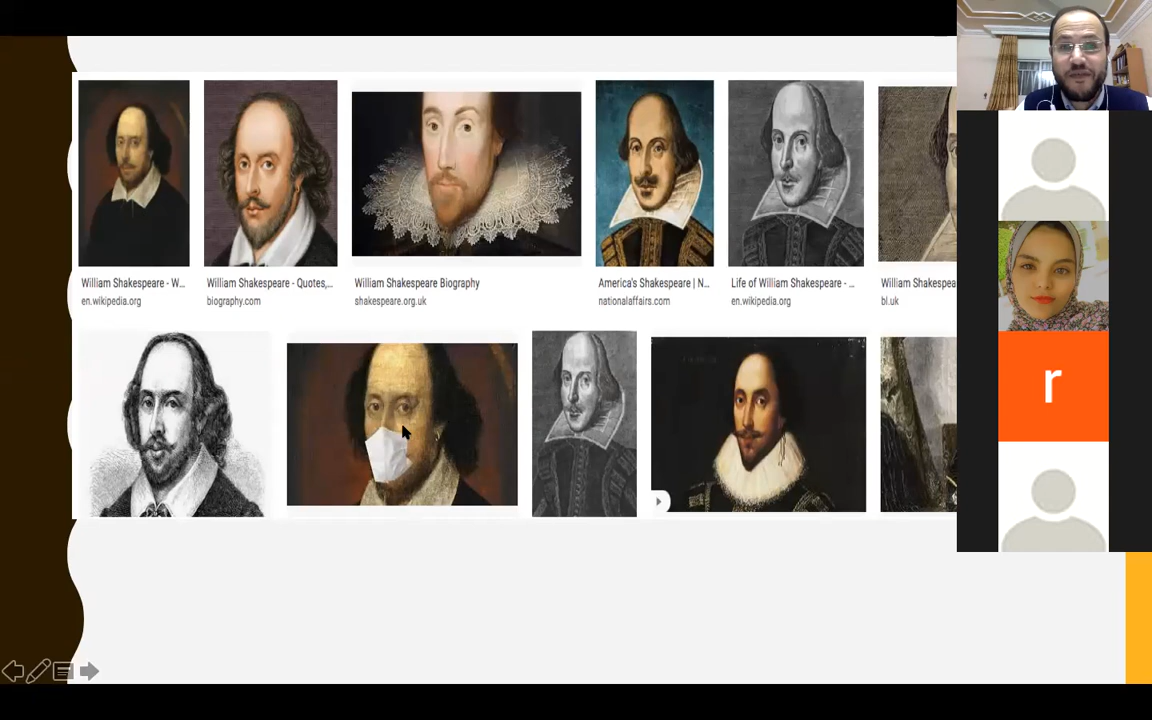 William Shakespeare - W...
en.wikipedia.org
William Shakespeare - Quotes,...
biography.com
William Shakespeare Biography
shakespeare.org.uk
America's Shakespeare | N...
nationalaffairs.com
Life of William Shakespeare - ...
en.wikipedia.org
William Shakespea
bl.uk
r